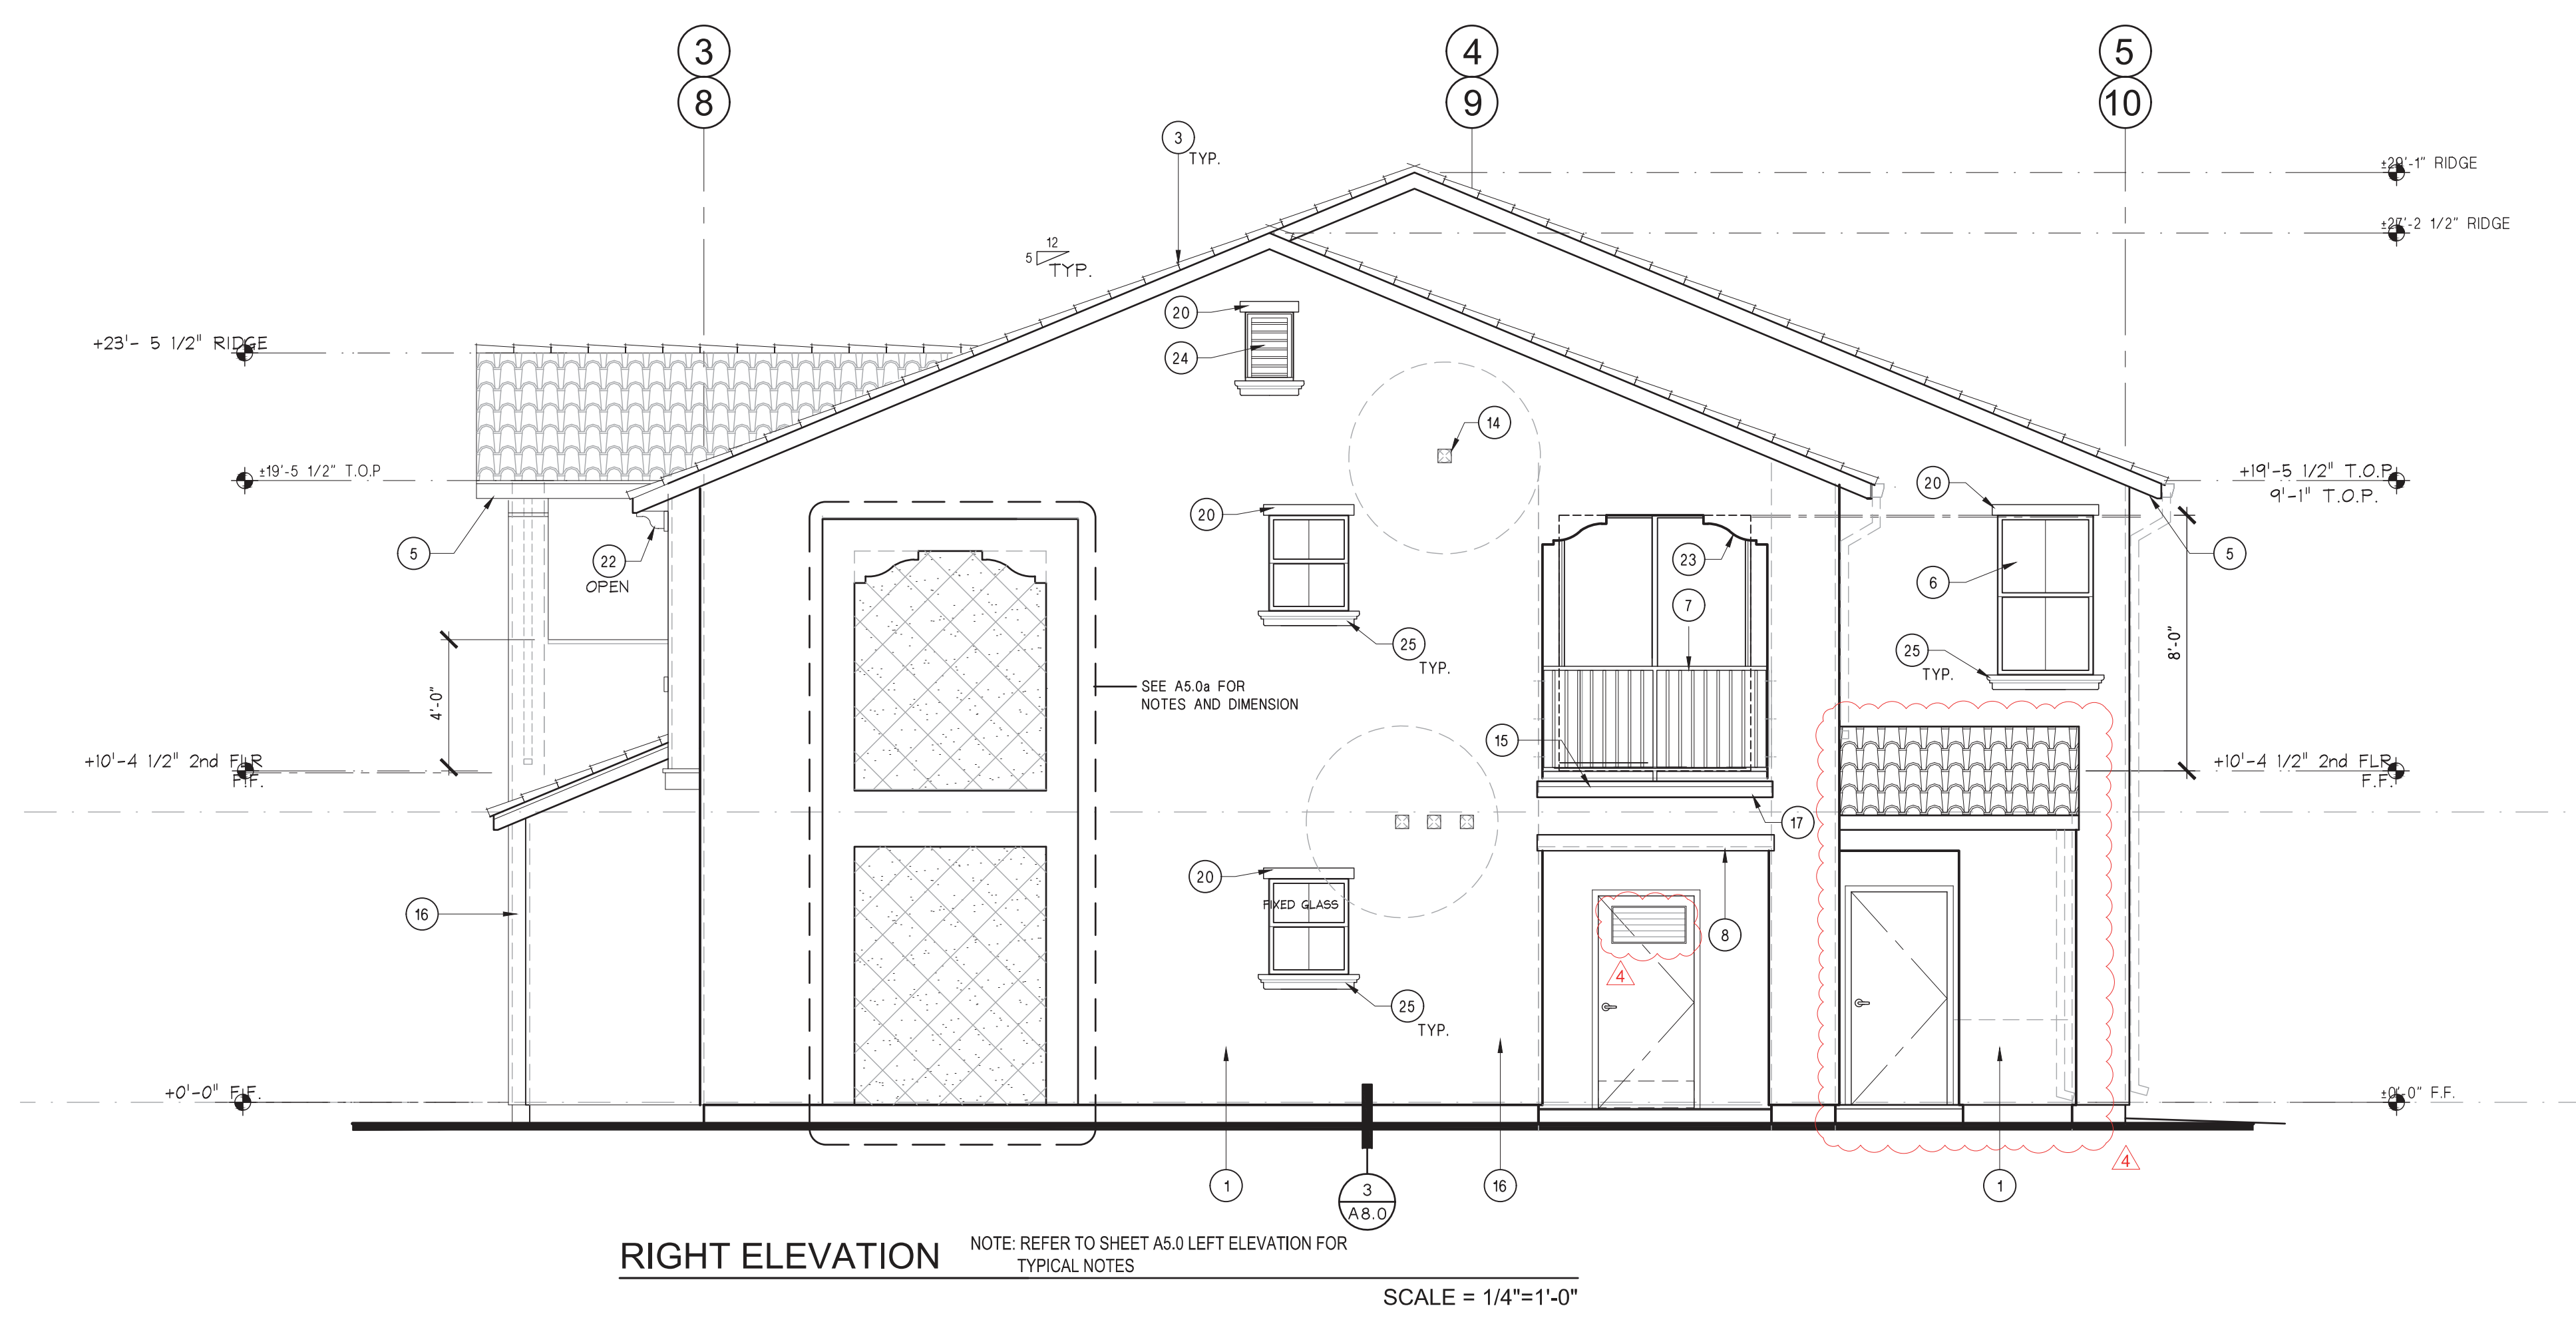 3
8
4
9
5
10
3
TYP.
±29'-1" RIDGE
±27'-2 1/2" RIDGE
12
5
TYP.
20
24
+23'- 5 1/2" RIDGE
14
±19'-5 1/2" T.O.P
+19'-5 1/2" T.O.P.
9'-1" T.O.P.
20
20
5
22
OPEN
23
5
6
7
25
TYP.
25
TYP.
8'-0"
4'-0"
SEE A5.0a FOR
NOTES AND DIMENSION
15
+10'-4 1/2" 2nd FLR
F.F.
+10'-4 1/2" 2nd FLR
F.F.
17
20
FIXED GLASS
16
8
4
25
TYP.
+0'-0" F.F.
±0'-0" F.F.
4
1
3
A8.0
16
1
RIGHT ELEVATION
NOTE: REFER TO SHEET A5.0 LEFT ELEVATION FOR
TYPICAL NOTES
SCALE = 1/4"=1'-0"